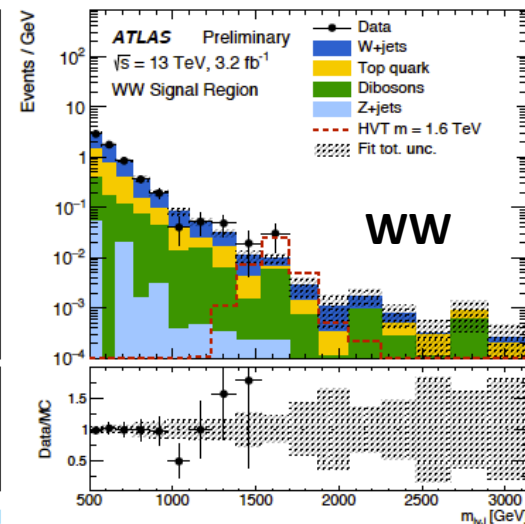 Events / GeV
10²
10
1
10⁻¹
10⁻²
10⁻³
10⁻⁴
ATLAS Preliminary
√s = 13 TeV, 3.2 fb⁻¹
WW Signal Region
Data
W+jets
Top quark
Dibosons
Z+jets
HVT m = 1.6 TeV
Fit tot. unc.
WW
Data/MC
1.5
1
0.5
500 1000 1500 2000 2500 3000